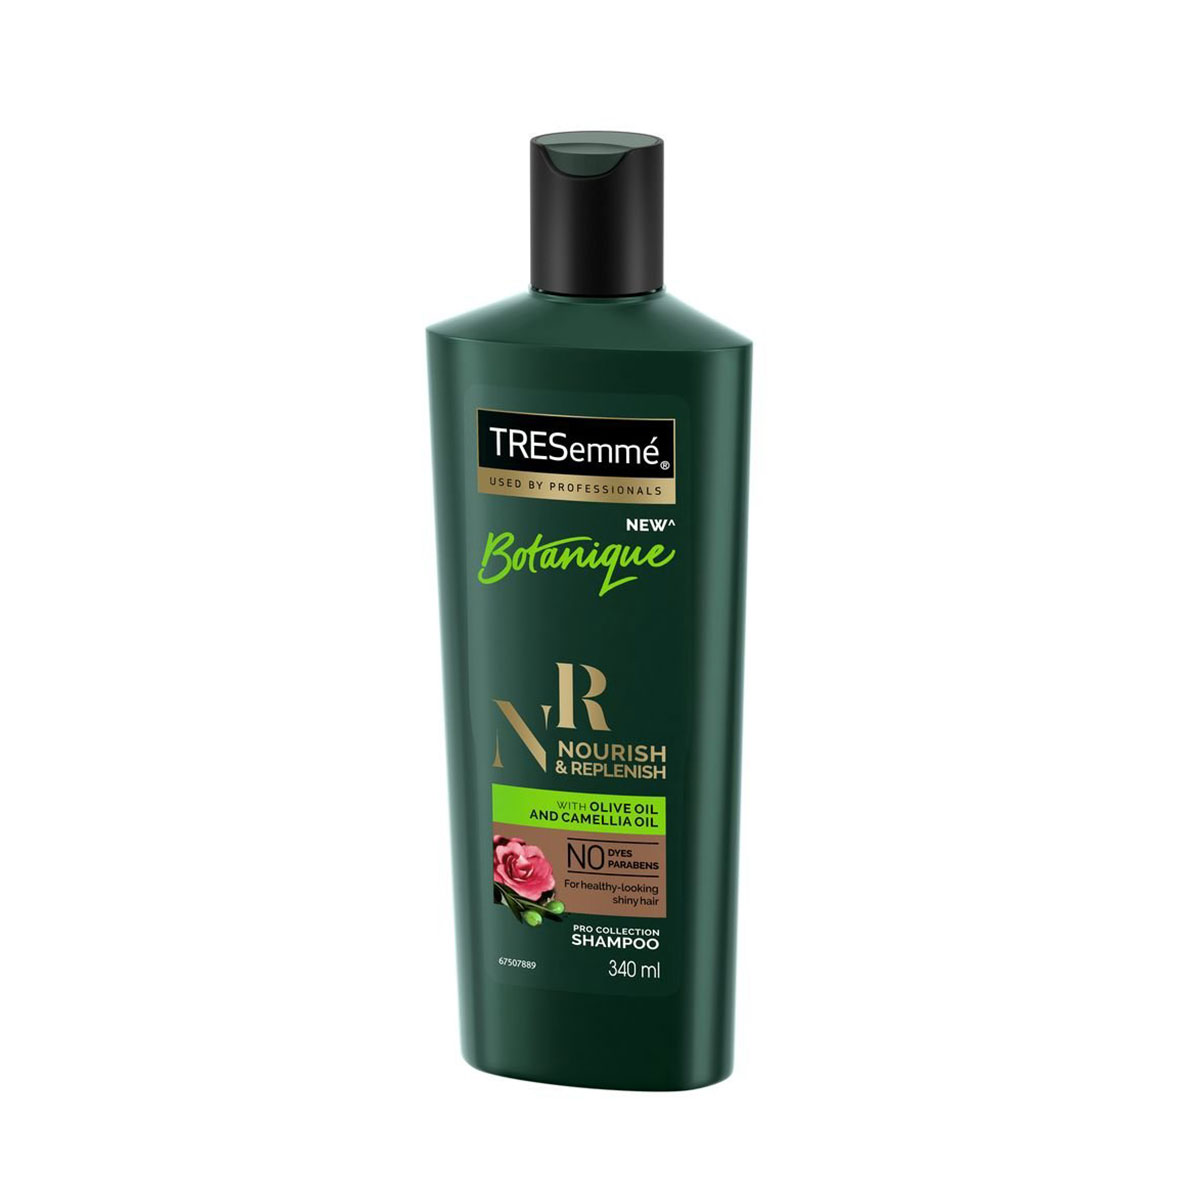 TRESemmé®
USED BY PROFESSIONALS
NEW^
Botanique
NR
NOURISH
& REPLENISH
WITH OLIVE OIL
AND CAMELLIA OIL
NO DYES
PARABENS
For healthy-looking
shiny hair
PRO COLLECTION
SHAMPOO
67507889
340 ml